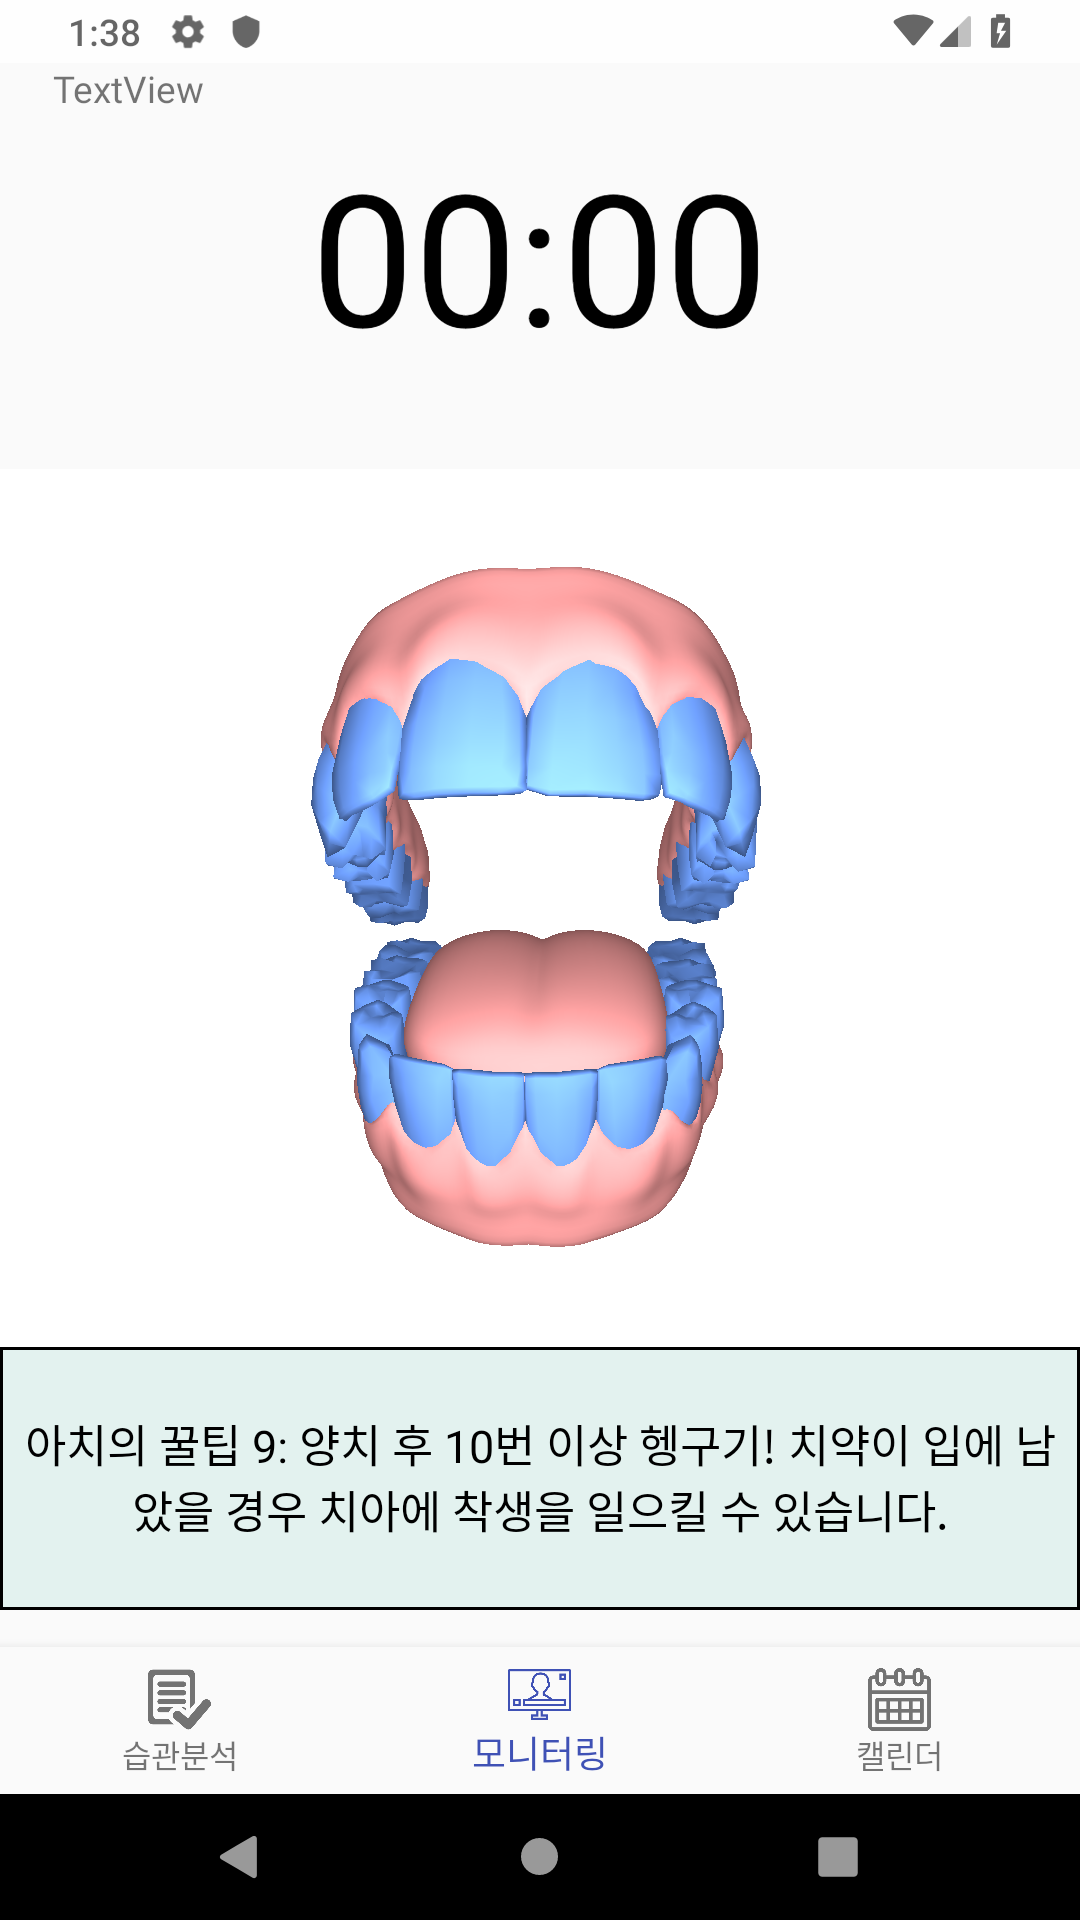 1:38
TextView
00:00
아치의 꿀팁 9: 양치 후 10번 이상 헹구기! 치약이 입에 남
았을 경우 치아에 착생을 일으킬 수 있습니다.
습관분석
모니터링
캘린더